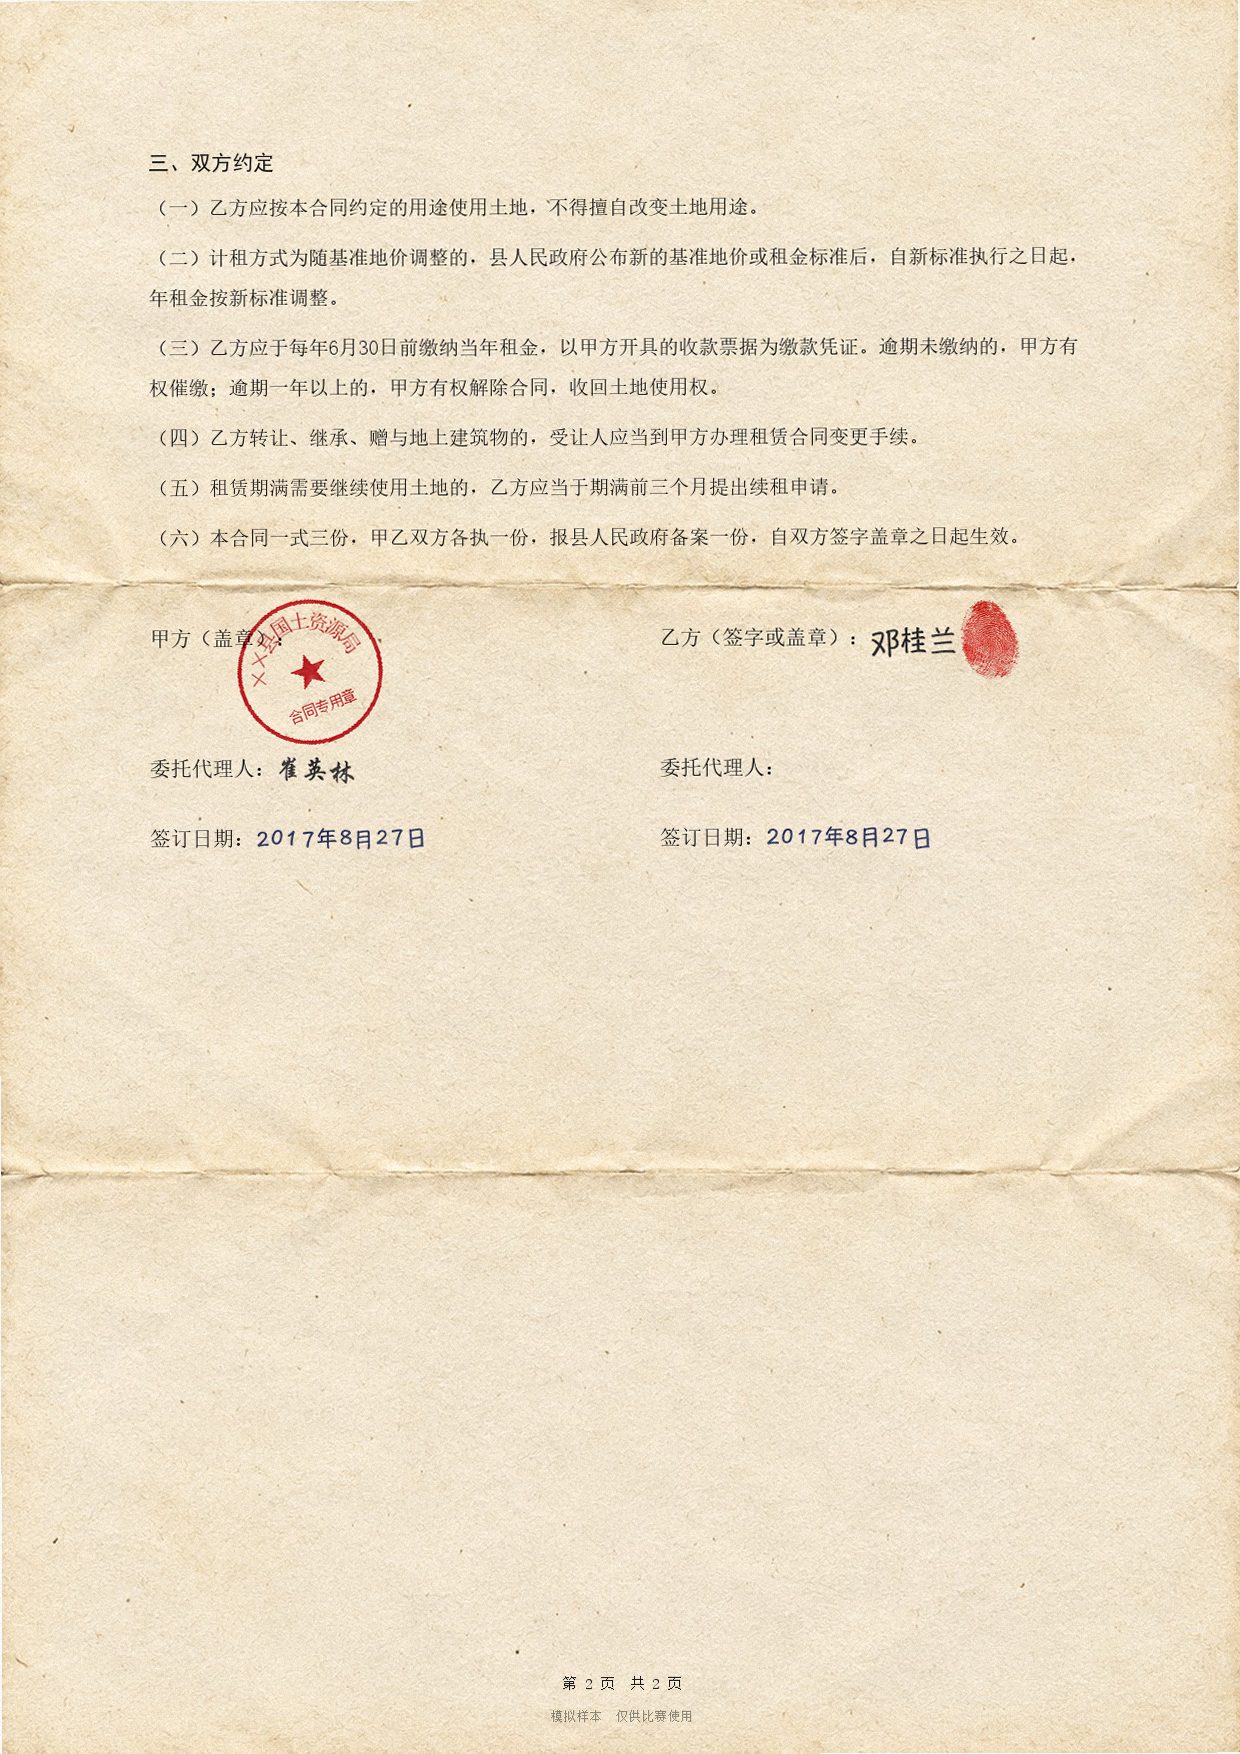 三、双方约定
（一）乙方应按本合同约定的用途使用土地，不得擅自改变土地用途。
（二）计租方式为随基准地价调整的，县人民政府公布新的基准地价或租金标准后，自新标准执行之日起，
年租金按新标准调整。
（三）乙方应于每年6月30日前缴纳当年租金，以甲方开具的收款票据为缴款凭证。逾期未缴纳的，甲方有
权催缴；逾期一年以上的，甲方有权解除合同，收回土地使用权。
（四）乙方转让、继承、赠与地上建筑物的，受让人应当到甲方办理租赁合同变更手续。
（五）租赁期满需要继续使用土地的，乙方应当于期满前三个月提出续租申请。
（六）本合同一式三份，甲乙双方各执一份，报县人民政府备案一份，自双方签字盖章之日起生效。
甲方（盖章）：
××县国土资源局
合同专用章
乙方（签字或盖章）：邓桂兰
委托代理人：崔英林
委托代理人：
签订日期：2017年8月27日
签订日期：2017年8月27日
第 2 页 共 2 页
模拟样本 仅供比赛使用